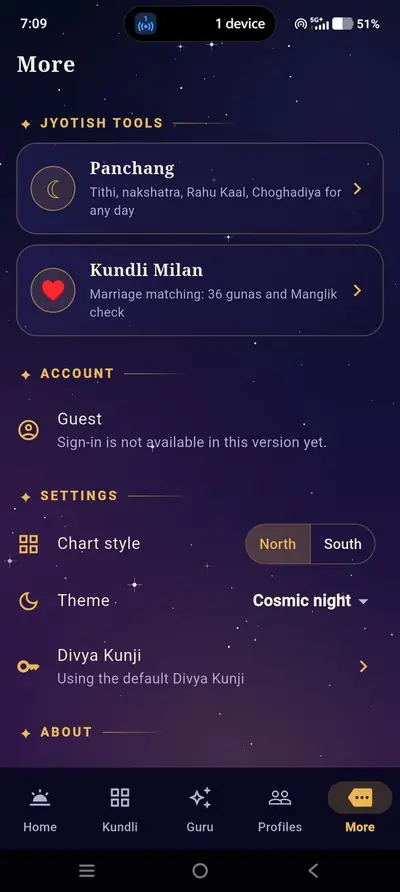 7:09
1
1 device
5G+
51%
More
JYOTISH TOOLS
Panchang
Tithi, nakshatra, Rahu Kaal, Choghadiya for
any day
Kundli Milan
Marriage matching: 36 gunas and Manglik
check
ACCOUNT
Guest
Sign-in is not available in this version yet.
SETTINGS
Chart style
North
South
Theme
Cosmic night
Divya Kunji
Using the default Divya Kunji
ABOUT
Home
Kundli
Guru
Profiles
More